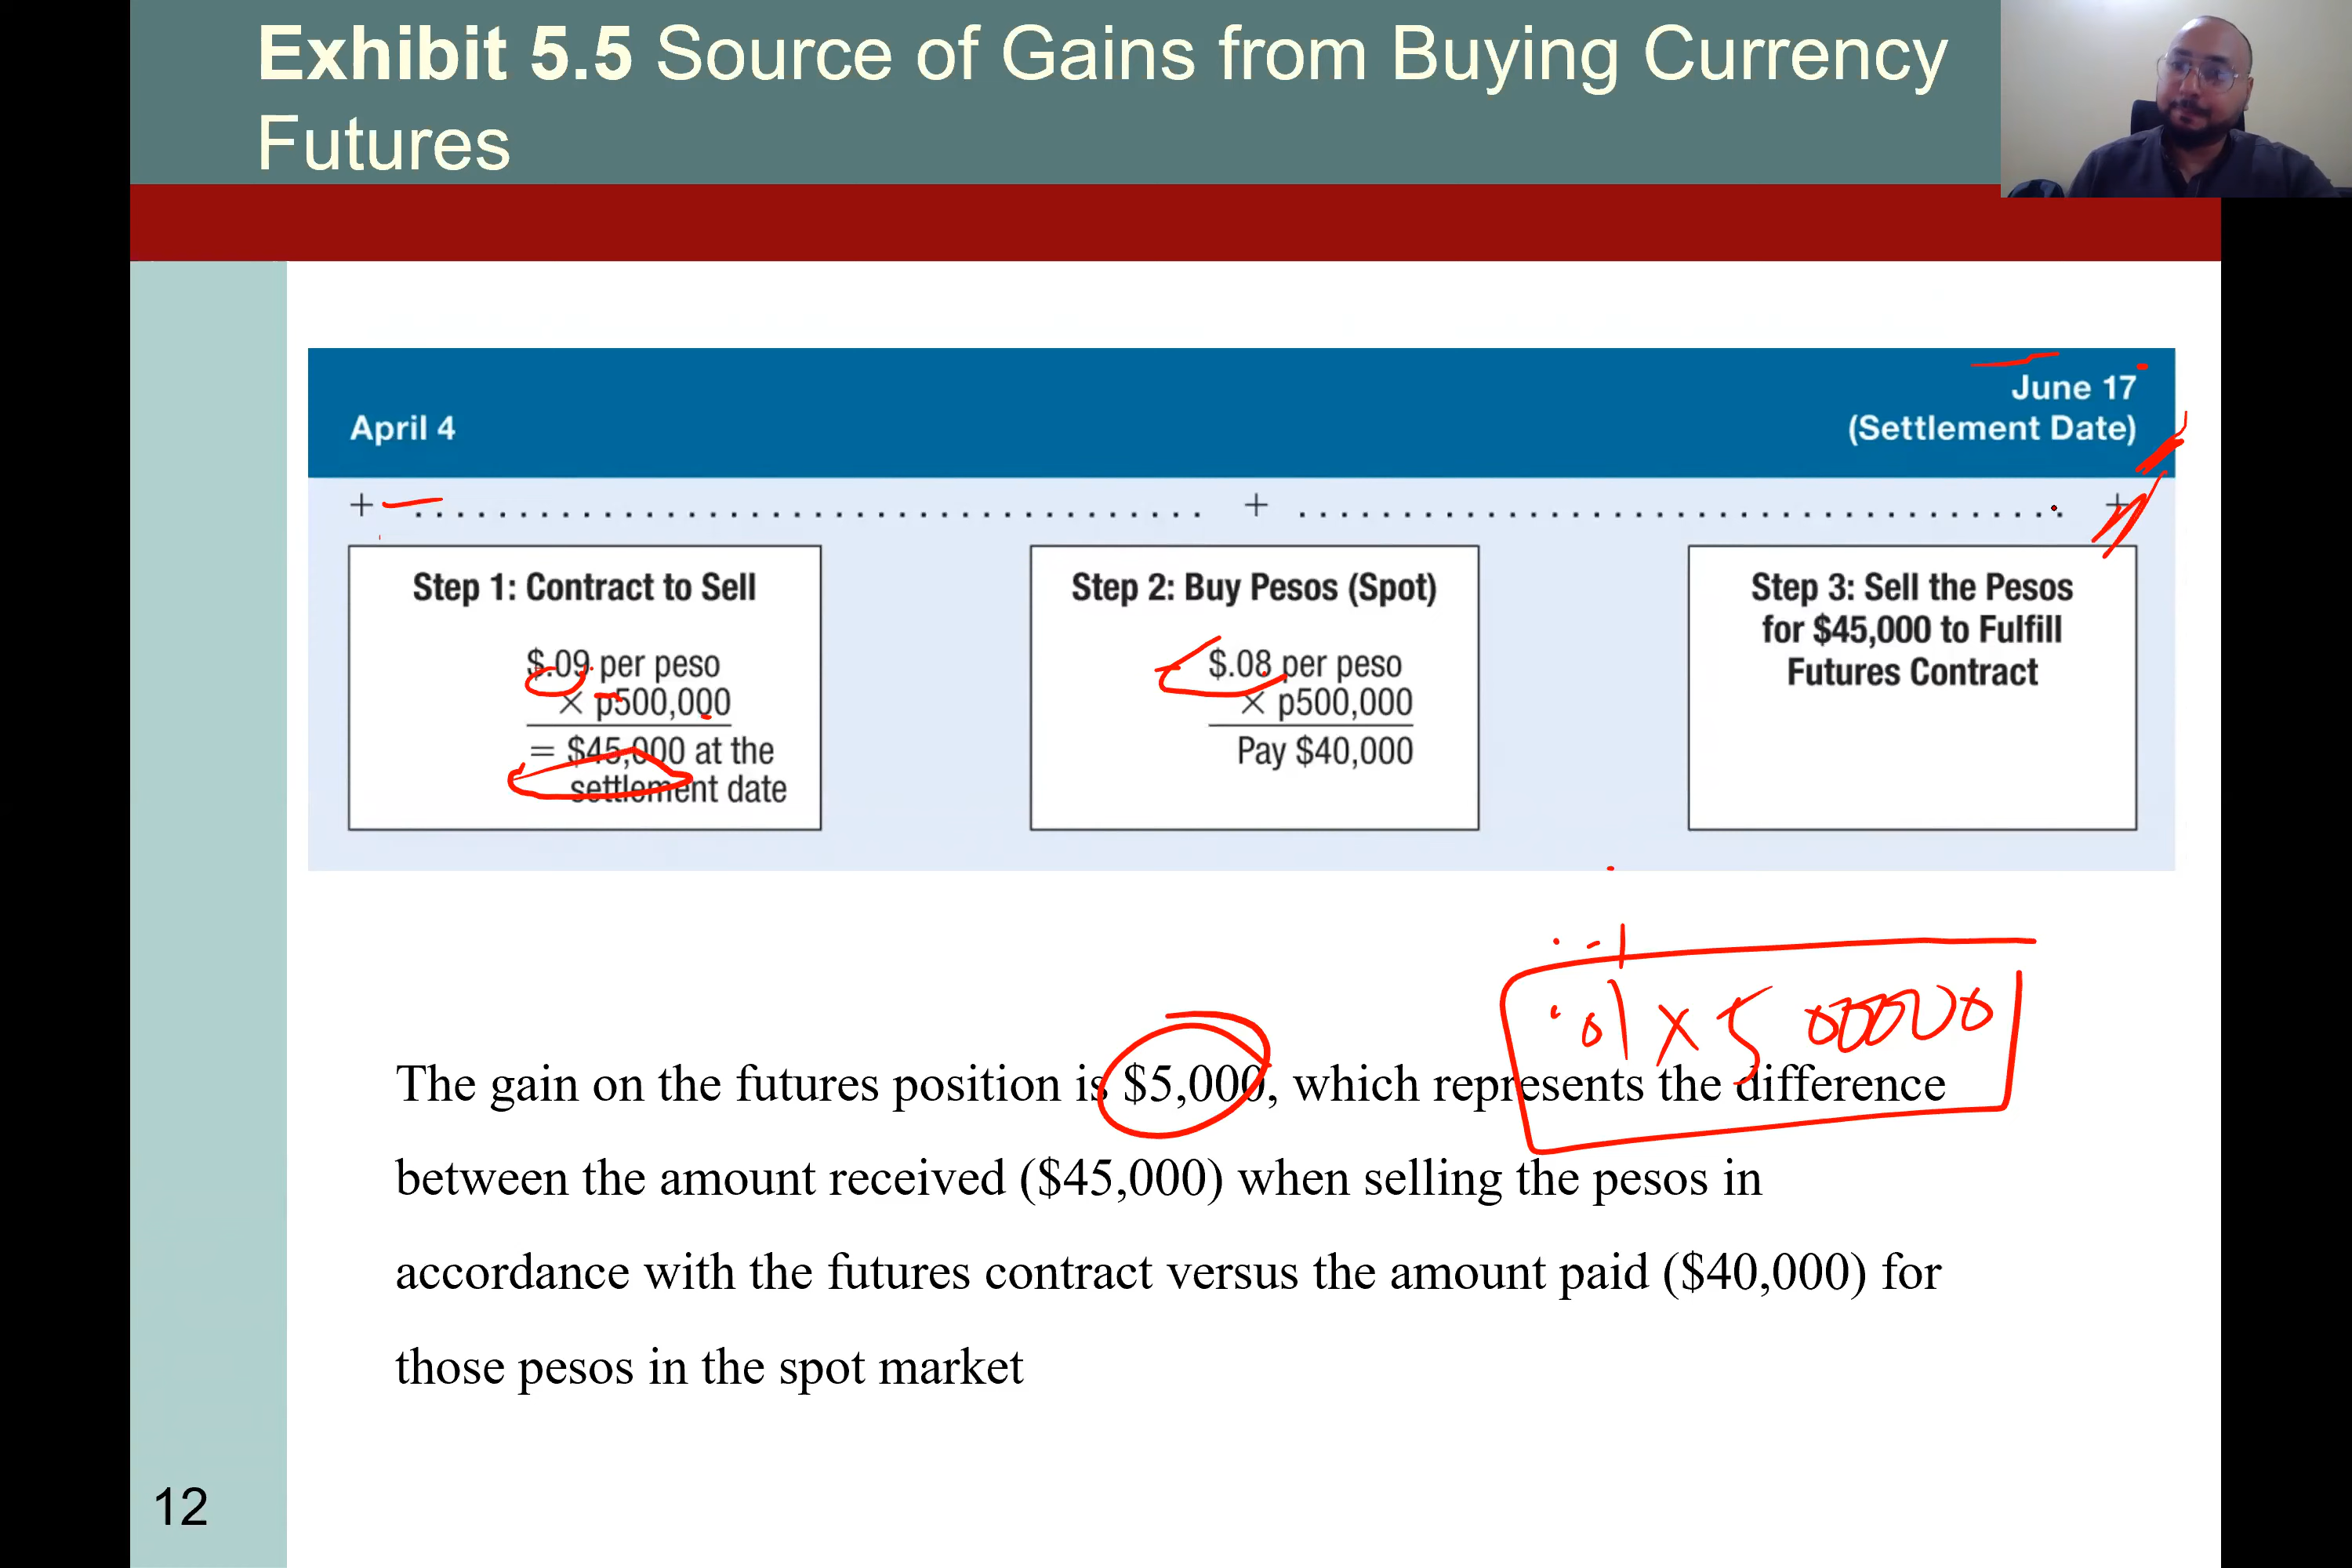 Exhibit 5.5 Source of Gains from Buying Currency
Futures
April 4
June 17
(Settlement Date)
Step 1: Contract to Sell
$.09 per peso
× p500,000
= $45,000 at the
settlement date
Step 2: Buy Pesos (Spot)
$.08 per peso
× p500,000
Pay $40,000
Step 3: Sell the Pesos
for $45,000 to Fulfill
Futures Contract
The gain on the futures position is $5,000, which represents the difference
between the amount received ($45,000) when selling the pesos in
accordance with the futures contract versus the amount paid ($40,000) for
those pesos in the spot market
12